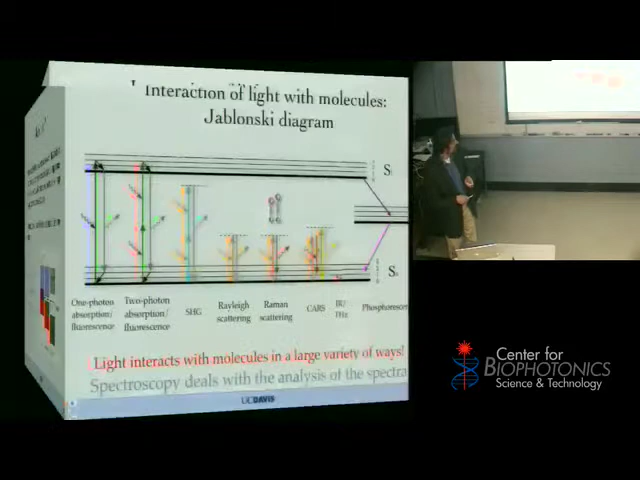 Interaction of light with molecules:
Jablonski diagram
S₁
S₀
One-photon
absorption/
fluorescence
Two-photon
absorption/
fluorescence
SHG
Rayleigh
scattering
Raman
scattering
CARS
IR/
THz
Phosphorescen
Light interacts with molecules in a large variety of ways!
Spectroscopy deals with the analysis of the spectra
UC DAVIS
Center for
BIOPHOTONICS
Science & Technology